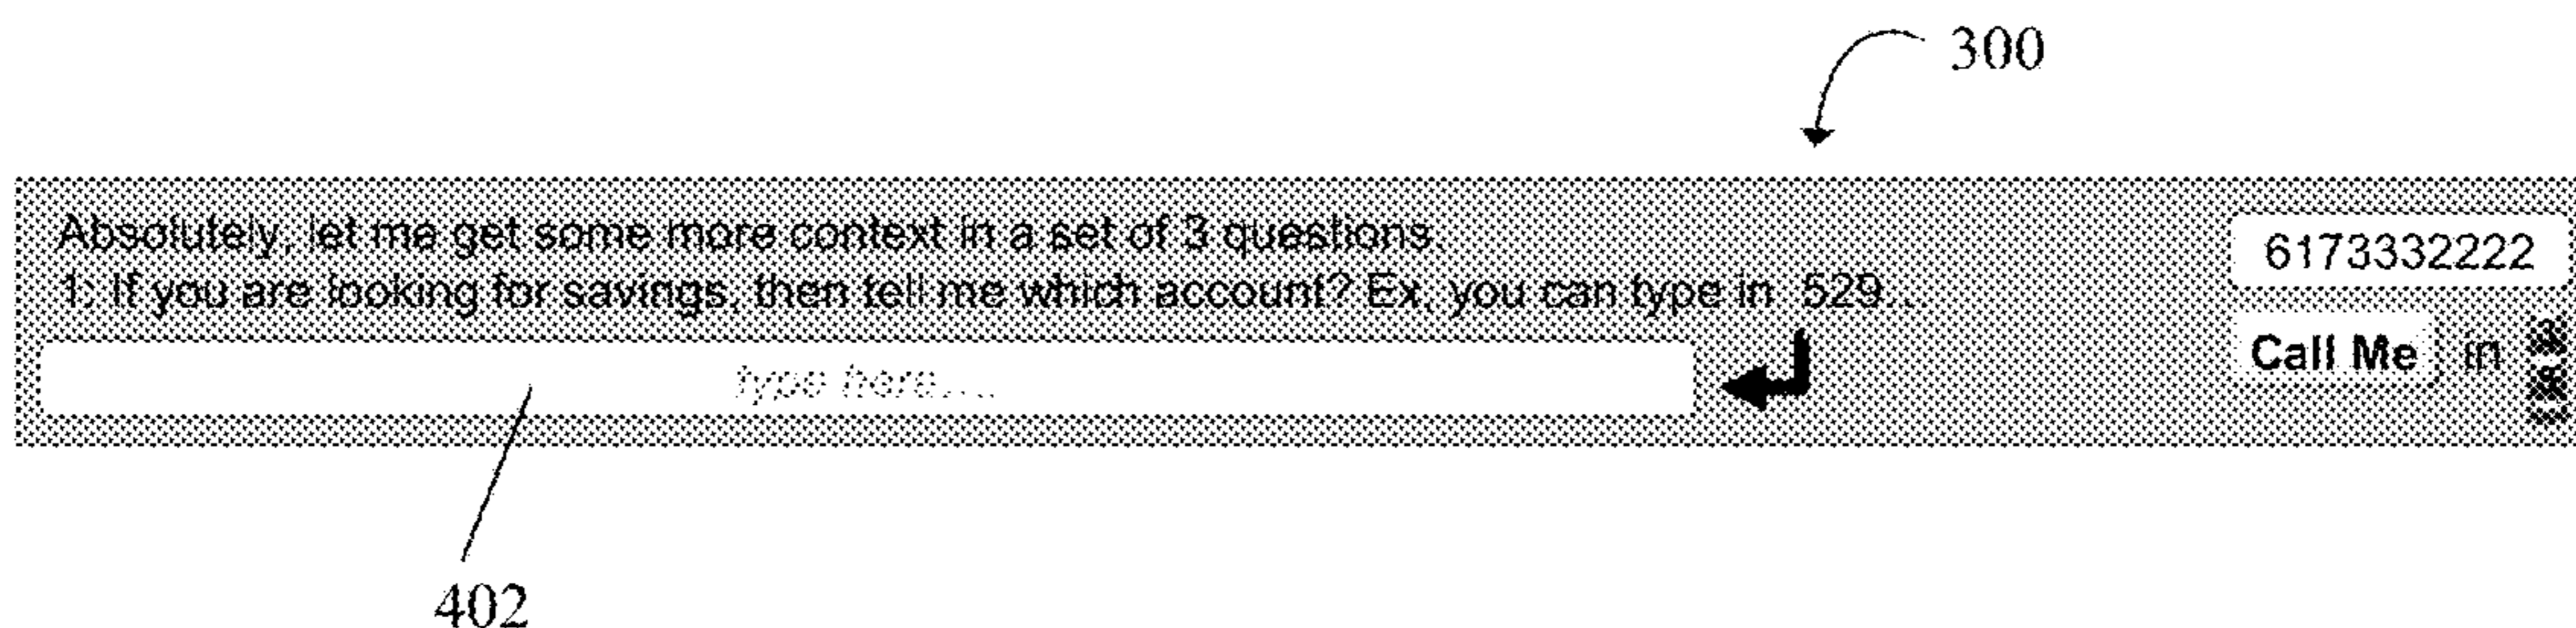 300
Absolutely, let me get some more context in a set of 3 questions.
1: If you are looking for savings, then tell me which account? Ex, you can type in 529...
6173332222
Call Me in
type here....
402